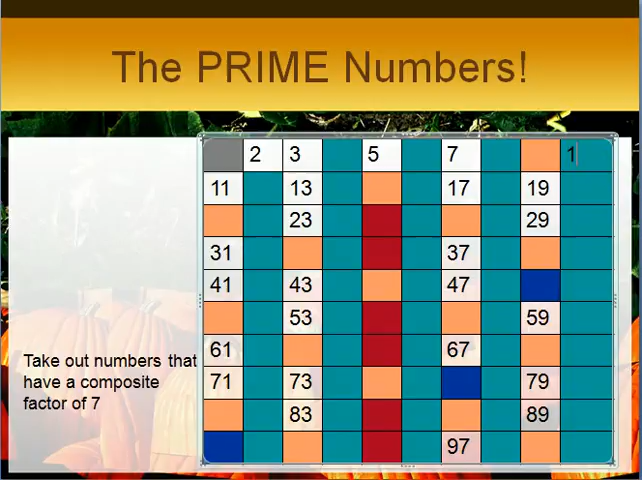 The PRIME Numbers!
2 3 5 7 1
11 13 17 19
23 29
31 37
41 43 47
53 59
61 67
71 73 79
83 89
97
Take out numbers that
have a composite
factor of 7